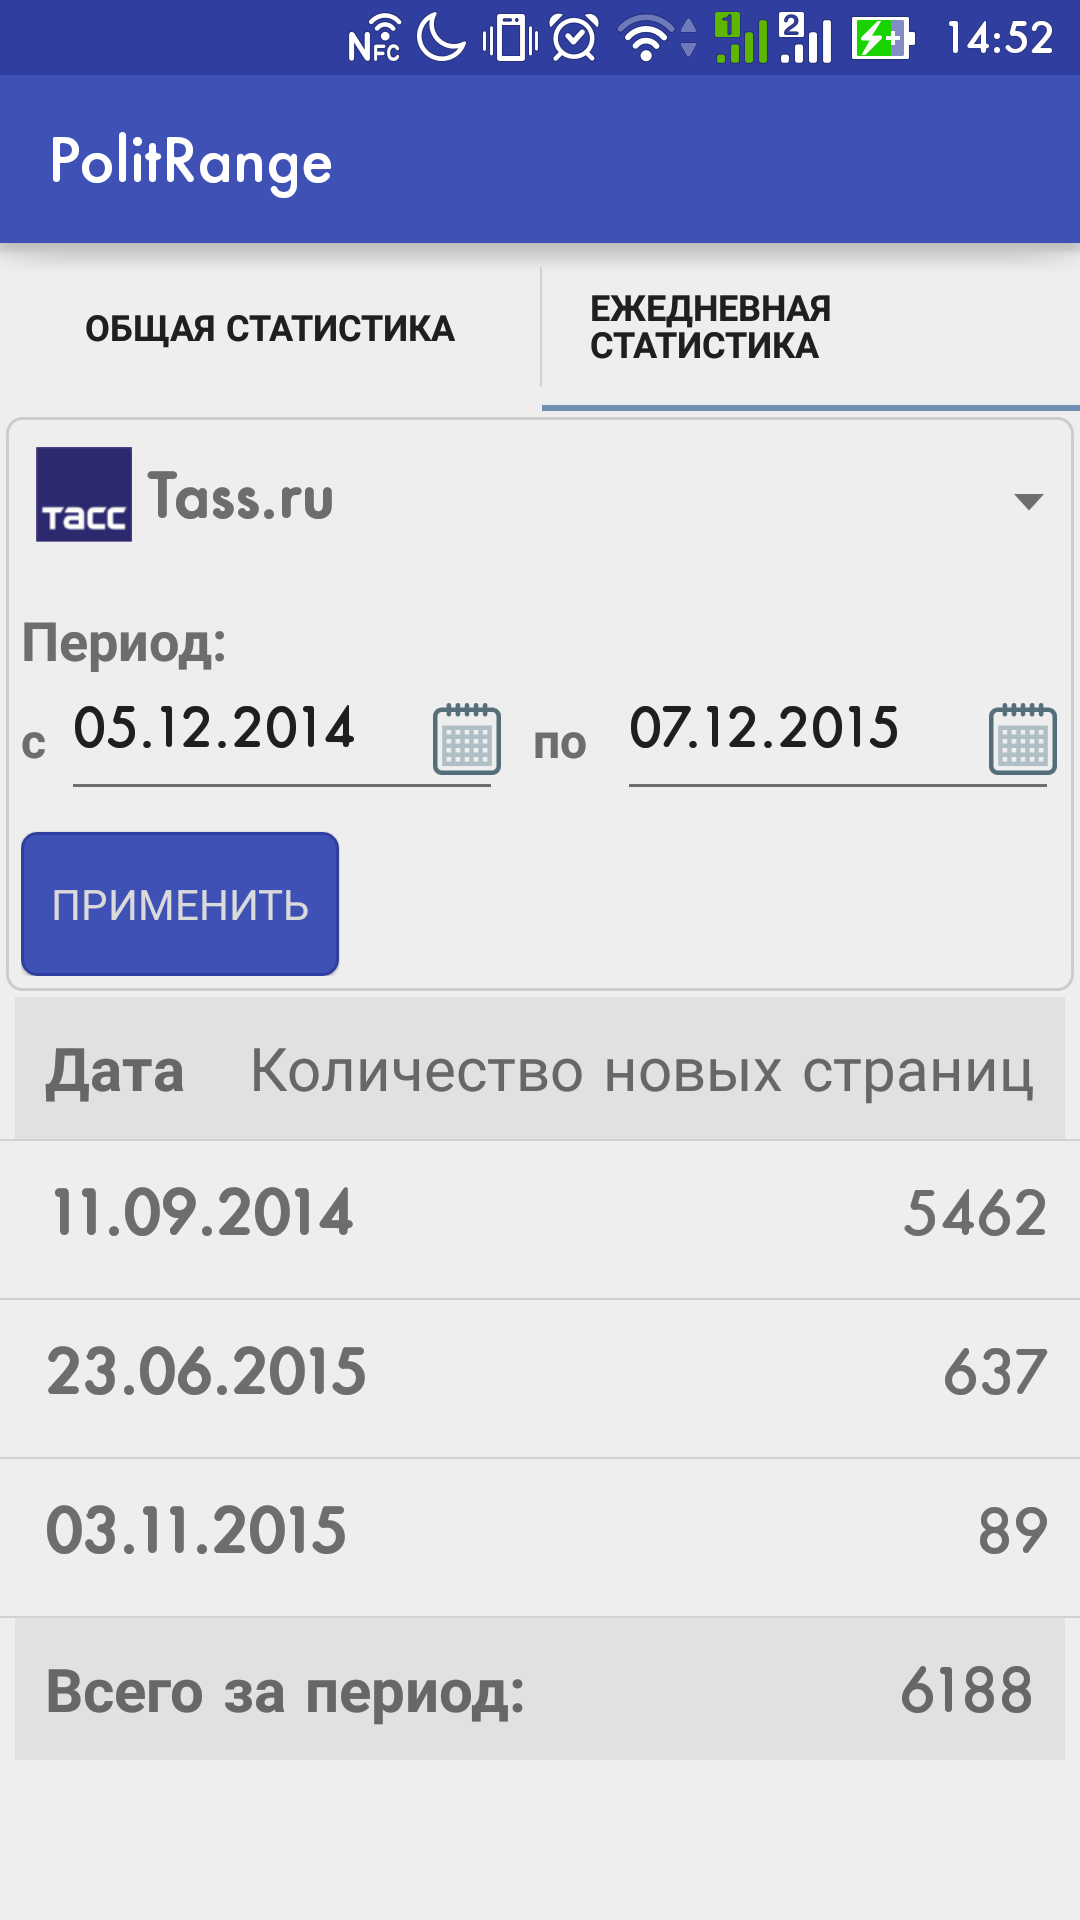 NFC 1 2 14:52
PolitRange
ОБЩАЯ СТАТИСТИКА
ЕЖЕДНЕВНАЯ
СТАТИСТИКА
ТАСС Tass.ru
Период:
с 05.12.2014 по 07.12.2015
ПРИМЕНИТЬ
Дата Количество новых страниц
11.09.2014 5462
23.06.2015 637
03.11.2015 89
Всего за период: 6188